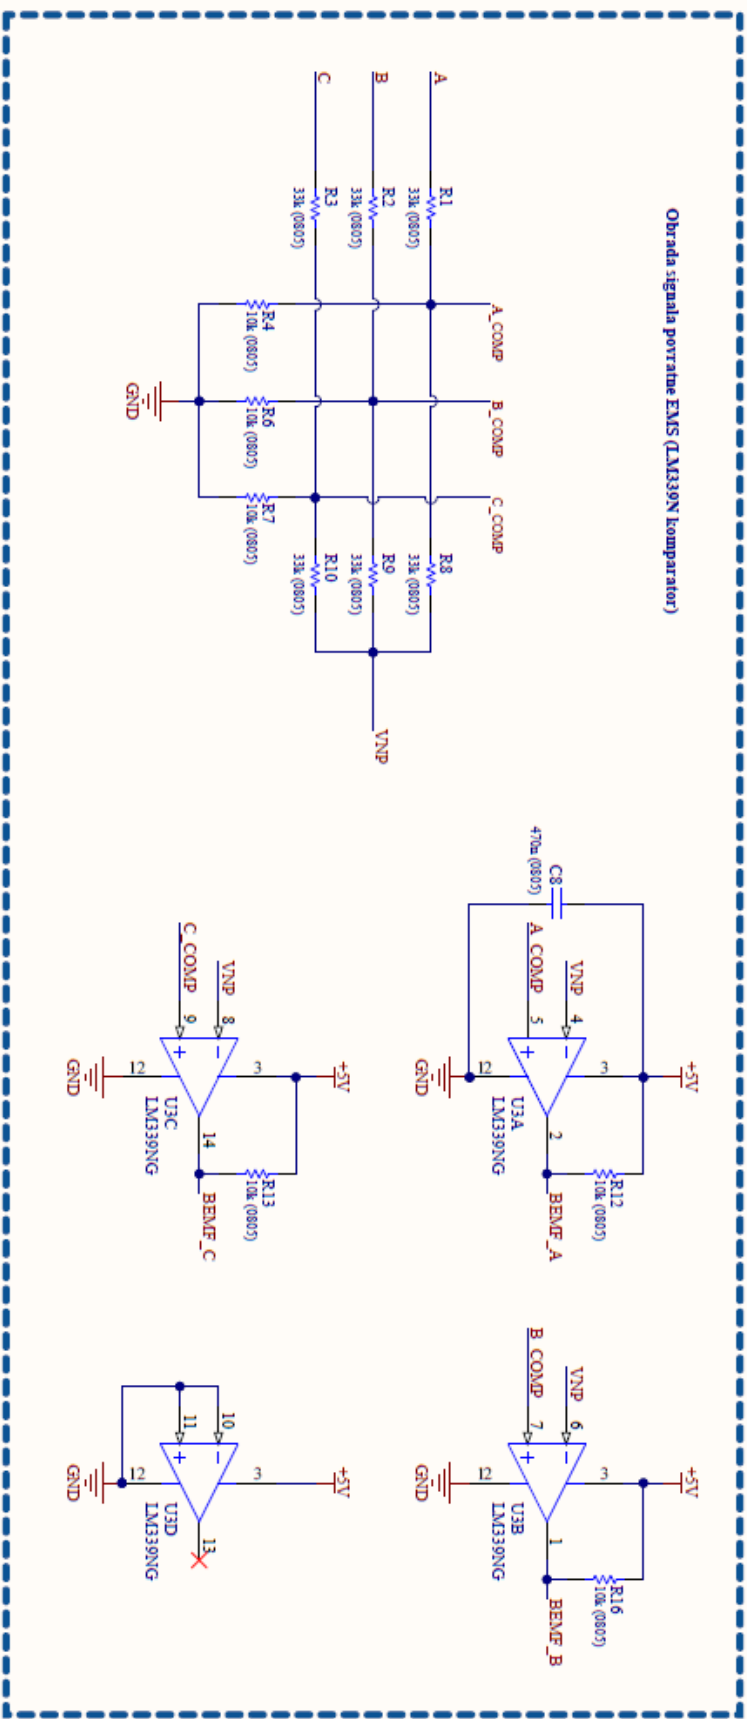 Obrada signala povratne EMS (LM339N komparator)
A_COMP
B_COMP
C_COMP
A
R1
33k (0805)
R8
33k (0805)
B
R2
33k (0805)
R9
33k (0805)
VNP
C
R3
33k (0805)
R10
33k (0805)
R4
10k (0805)
R6
10k (0805)
R7
10k (0805)
GND
+5V
C8
470n (0805)
VNP
4
A_COMP
5
3
12
2
R12
10k (0805)
BEMF_A
U3A
LM339NG
GND
+5V
VNP
6
B_COMP
7
3
12
1
R16
10k (0805)
BEMF_B
U3B
LM339NG
GND
+5V
VNP
8
C_COMP
9
3
12
14
R13
10k (0805)
BEMF_C
U3C
LM339NG
GND
+5V
10
11
3
12
13
U3D
LM339NG
GND